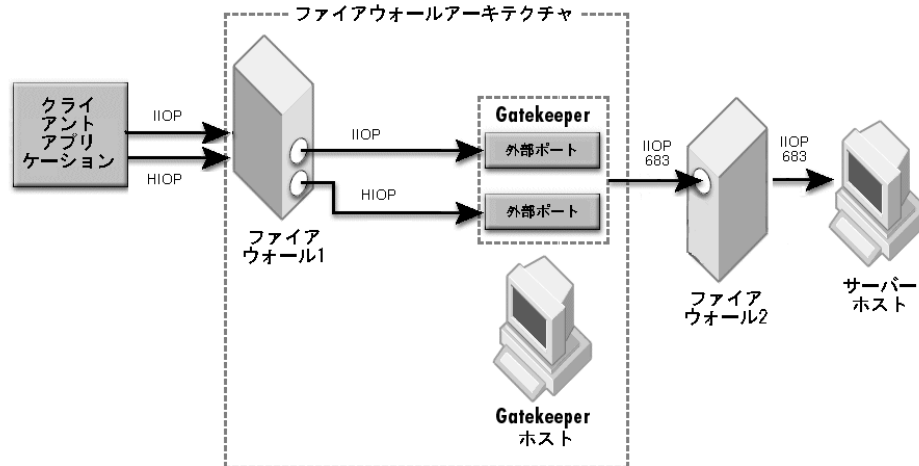 ファイアウォールアーキテクチャ
クライ
アント
アプリ
ケーション
IIOP
HIOP
ファイア
ウォール1
IIOP
HIOP
Gatekeeper
外部ポート
外部ポート
Gatekeeper
ホスト
IIOP
683
ファイア
ウォール2
IIOP
683
サーバー
ホスト